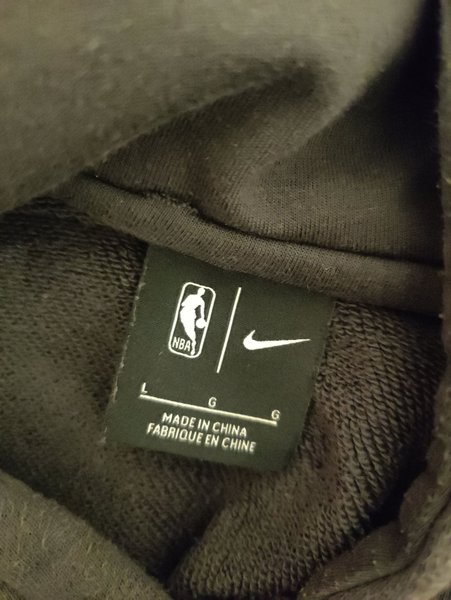 NBA
L G G
MADE IN CHINA
FABRIQUE EN CHINE